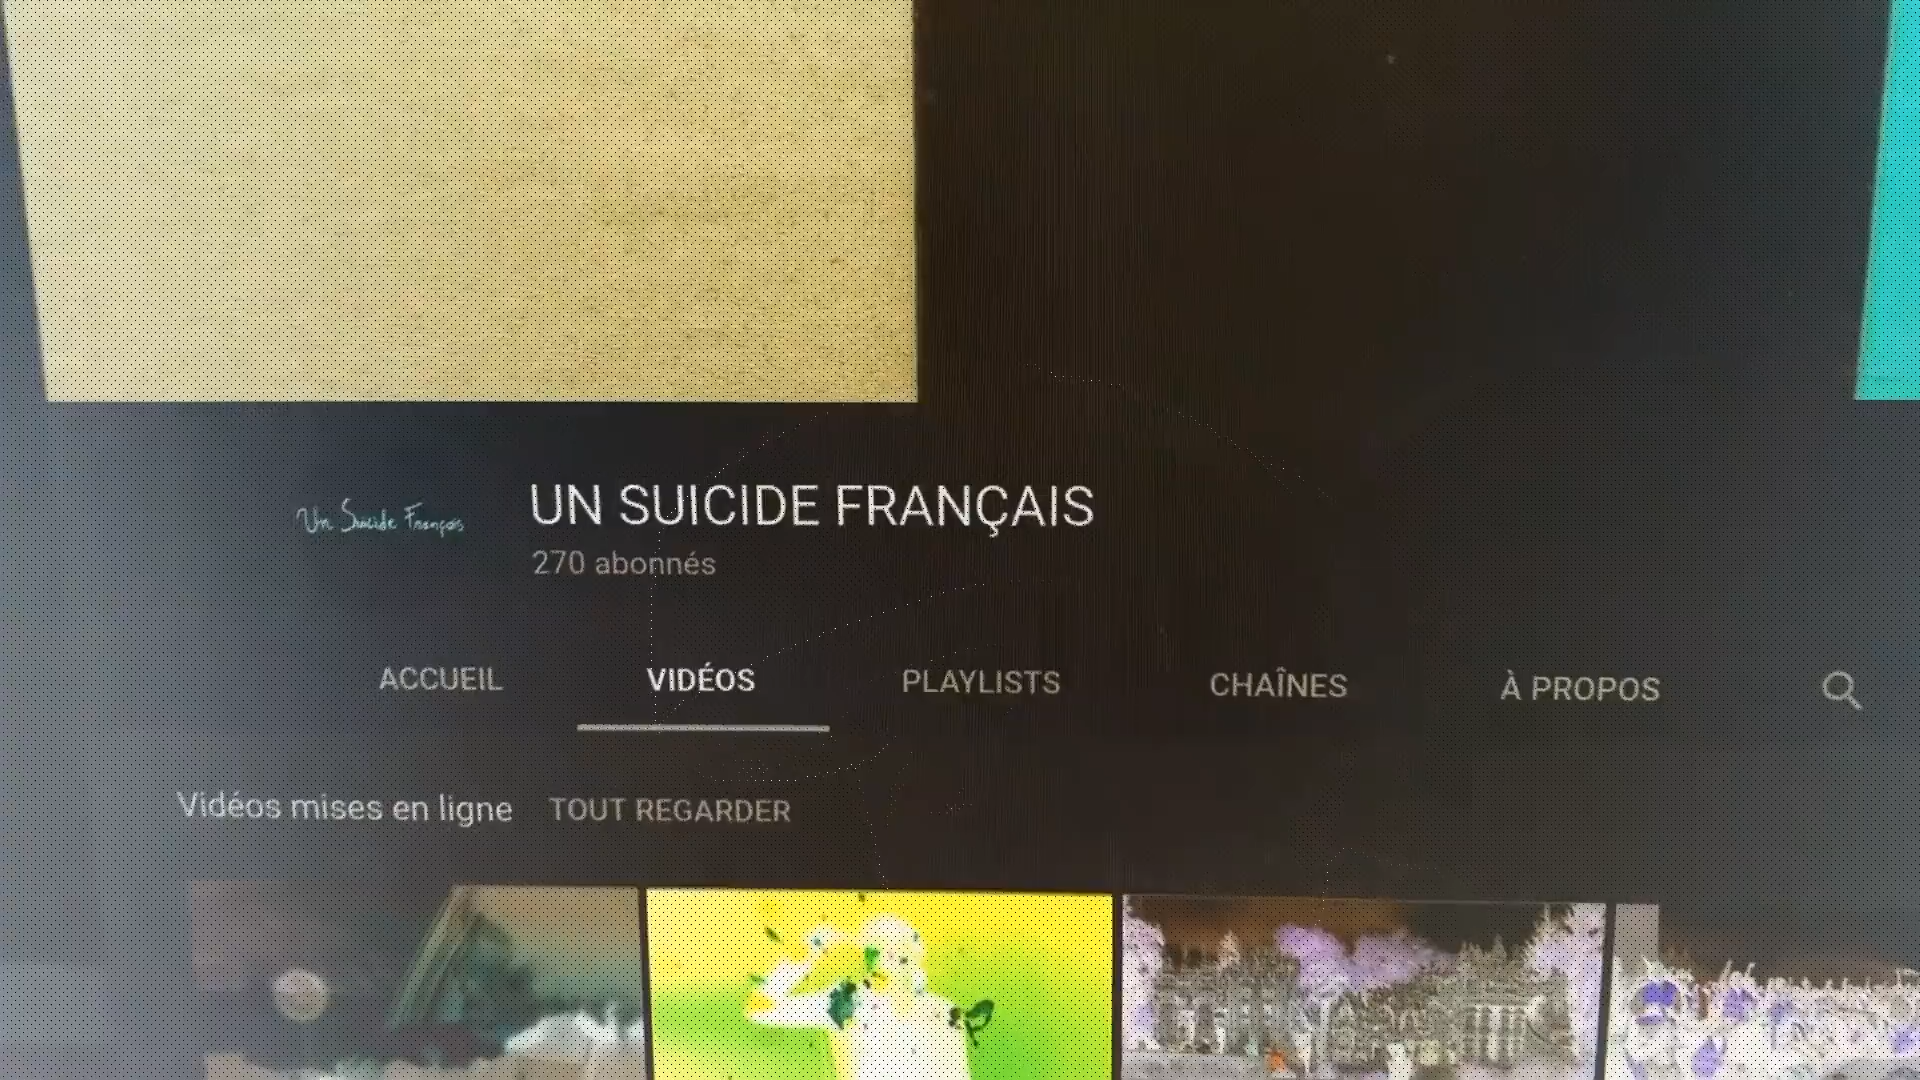 Un Suicide Français
UN SUICIDE FRANÇAIS
270 abonnés
ACCUEIL
VIDÉOS
PLAYLISTS
CHAÎNES
À PROPOS
Vidéos mises en ligne
TOUT REGARDER